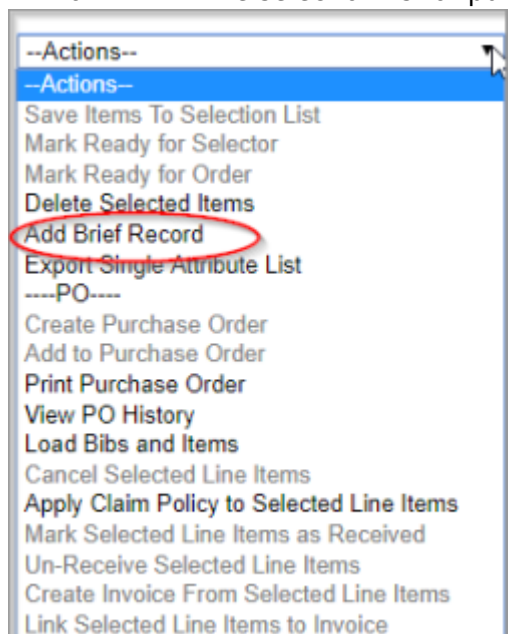 --Actions--
--Actions--
Save Items To Selection List
Mark Ready for Selector
Mark Ready for Order
Delete Selected Items
Add Brief Record
Export Single Attribute List
----PO----
Create Purchase Order
Add to Purchase Order
Print Purchase Order
View PO History
Load Bibs and Items
Cancel Selected Line Items
Apply Claim Policy to Selected Line Items
Mark Selected Line Items as Received
Un-Receive Selected Line Items
Create Invoice From Selected Line Items
Link Selected Line Items to Invoice